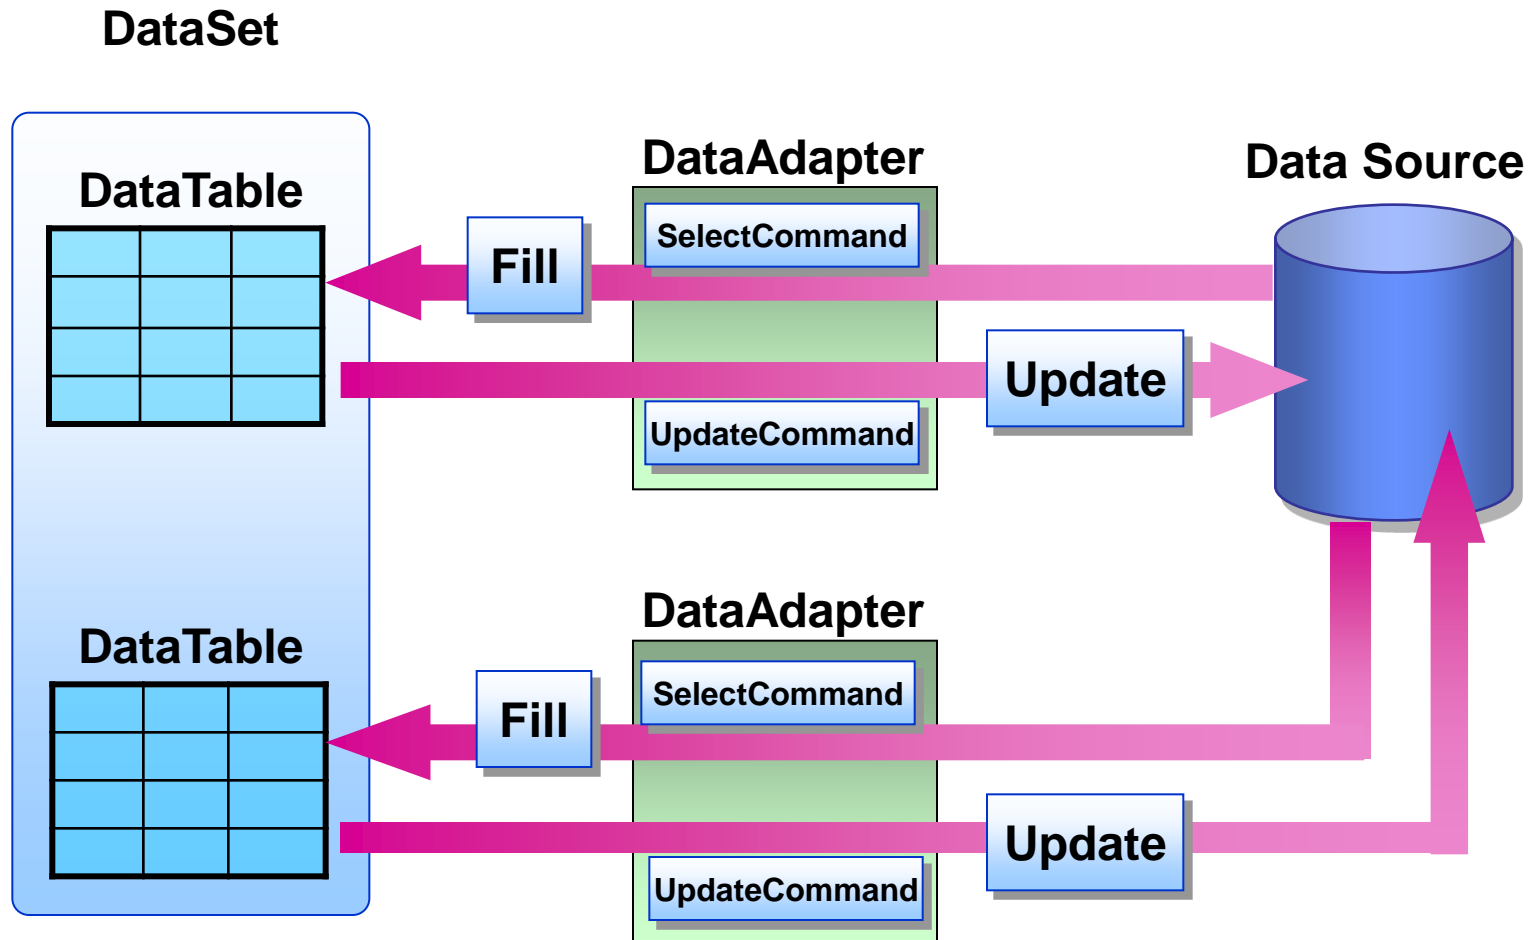 DataSet
DataAdapter
Data Source
DataTable
SelectCommand
Fill
Update
UpdateCommand
DataAdapter
DataTable
SelectCommand
Fill
Update
UpdateCommand